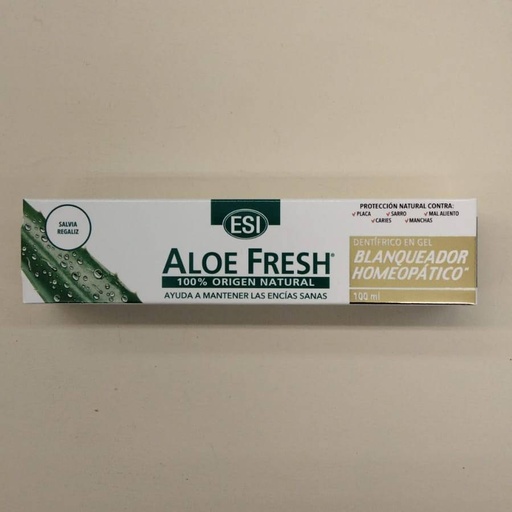 SALVIA
REGALIZ
ESI
ALOE FRESH®
100% ORIGEN NATURAL
AYUDA A MANTENER LAS ENCÍAS SANAS
PROTECCIÓN NATURAL CONTRA:
✓PLACA ✓SARRO ✓MAL ALIENTO
✓CARIES ✓MANCHAS
DENTÍFRICO EN GEL
BLANQUEADOR
HOMEOPÁTICO*
100 ml